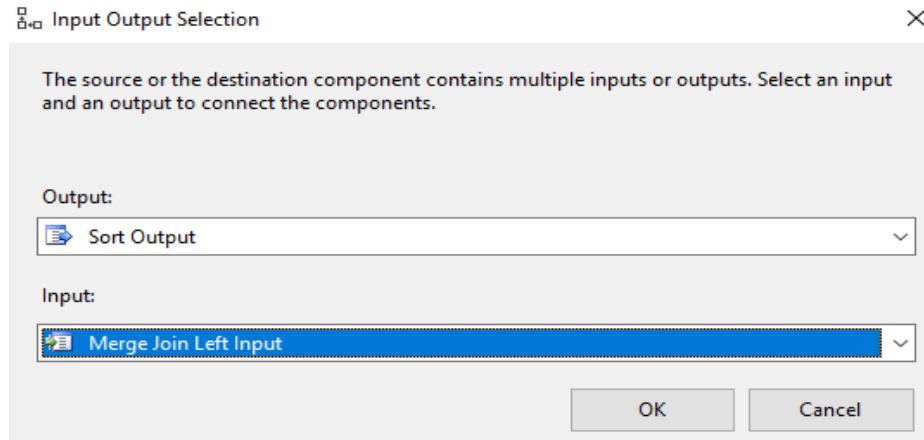 Input Output Selection
The source or the destination component contains multiple inputs or outputs. Select an input
and an output to connect the components.
Output:
Sort Output
Input:
Merge Join Left Input
OK
Cancel